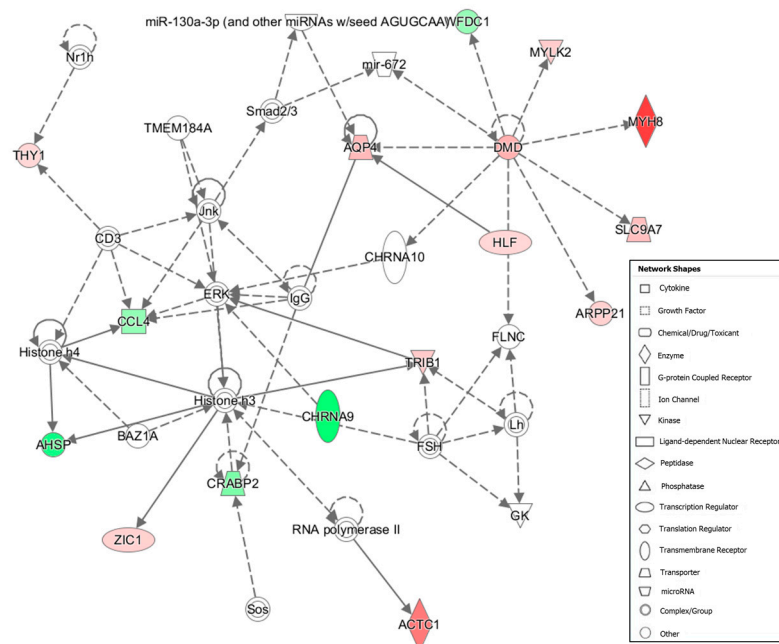 miR-130a-3p (and other miRNAs w/seed AGUGCAA)
WFDC1
MYLK2
Nr1h
mir-672
Smad2/3
TMEM184A
MYH8
THY1
AQP4
DMD
Jnk
SLC9A7
CD3
HLF
CHRNA10
ERK
IgG
ARPP21
CCL4
FLNC
Histone h4
TRIB1
Histone h3
CHRNA9
Lh
AHSP
BAZ1A
FSH
CRABP2
GK
RNA polymerase II
ZIC1
Sos
ACTC1
Network Shapes
Cytokine
Growth Factor
Chemical/Drug/Toxicant
Enzyme
G-protein Coupled Receptor
Ion Channel
Kinase
Ligand-dependent Nuclear Receptor
Peptidase
Phosphatase
Transcription Regulator
Translation Regulator
Transmembrane Receptor
Transporter
microRNA
Complex/Group
Other